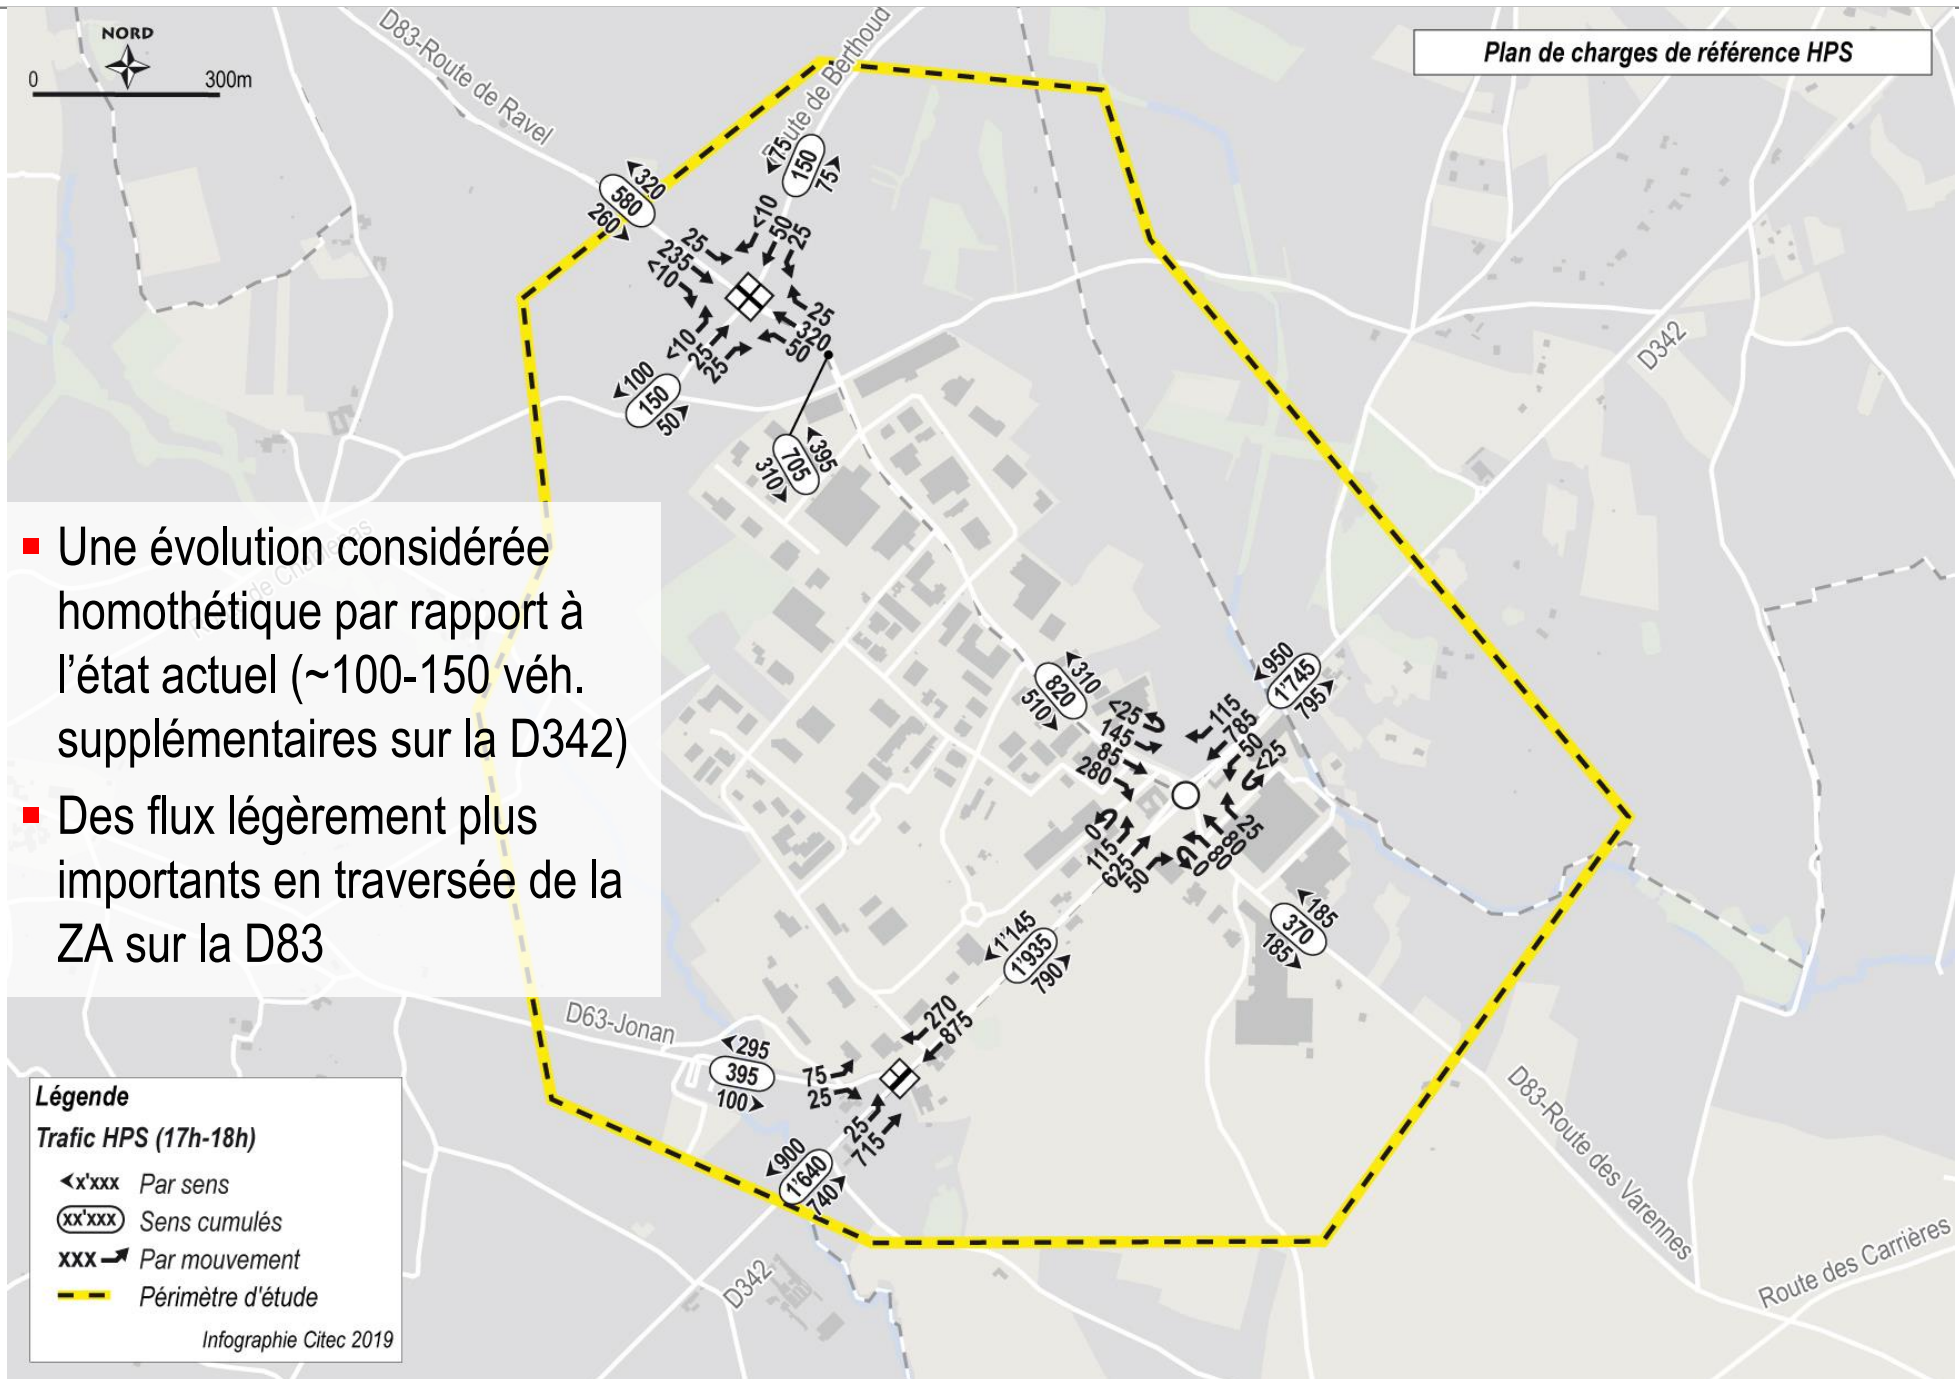 NORD
0 300m
Plan de charges de référence HPS
D83-Route de Ravel
Route de Berthoud
320
580
260
75
150
75
<10
50
25
25
235
<10
25
320
50
<10
25
25
100
150
50
395
705
310
Une évolution considérée
homothétique par rapport à
l'état actuel (~100-150 véh.
supplémentaires sur la D342)
Des flux légèrement plus
importants en traversée de la
ZA sur la D83
D342
310
820
510
950
1'745
795
<25
145
85
280
115
785
50
<25
0
115
625
50
25
80
80
0
185
370
185
1'145
1'935
790
D63-Jonan
270
875
295
395
100
75
25
25
715
900
1'640
740
D342
D83-Route des Varennes
Route des Carrières
Légende
Trafic HPS (17h-18h)
x'xxx Par sens
xx'xxx Sens cumulés
xxx Par mouvement
Périmètre d'étude
Infographie Citec 2019